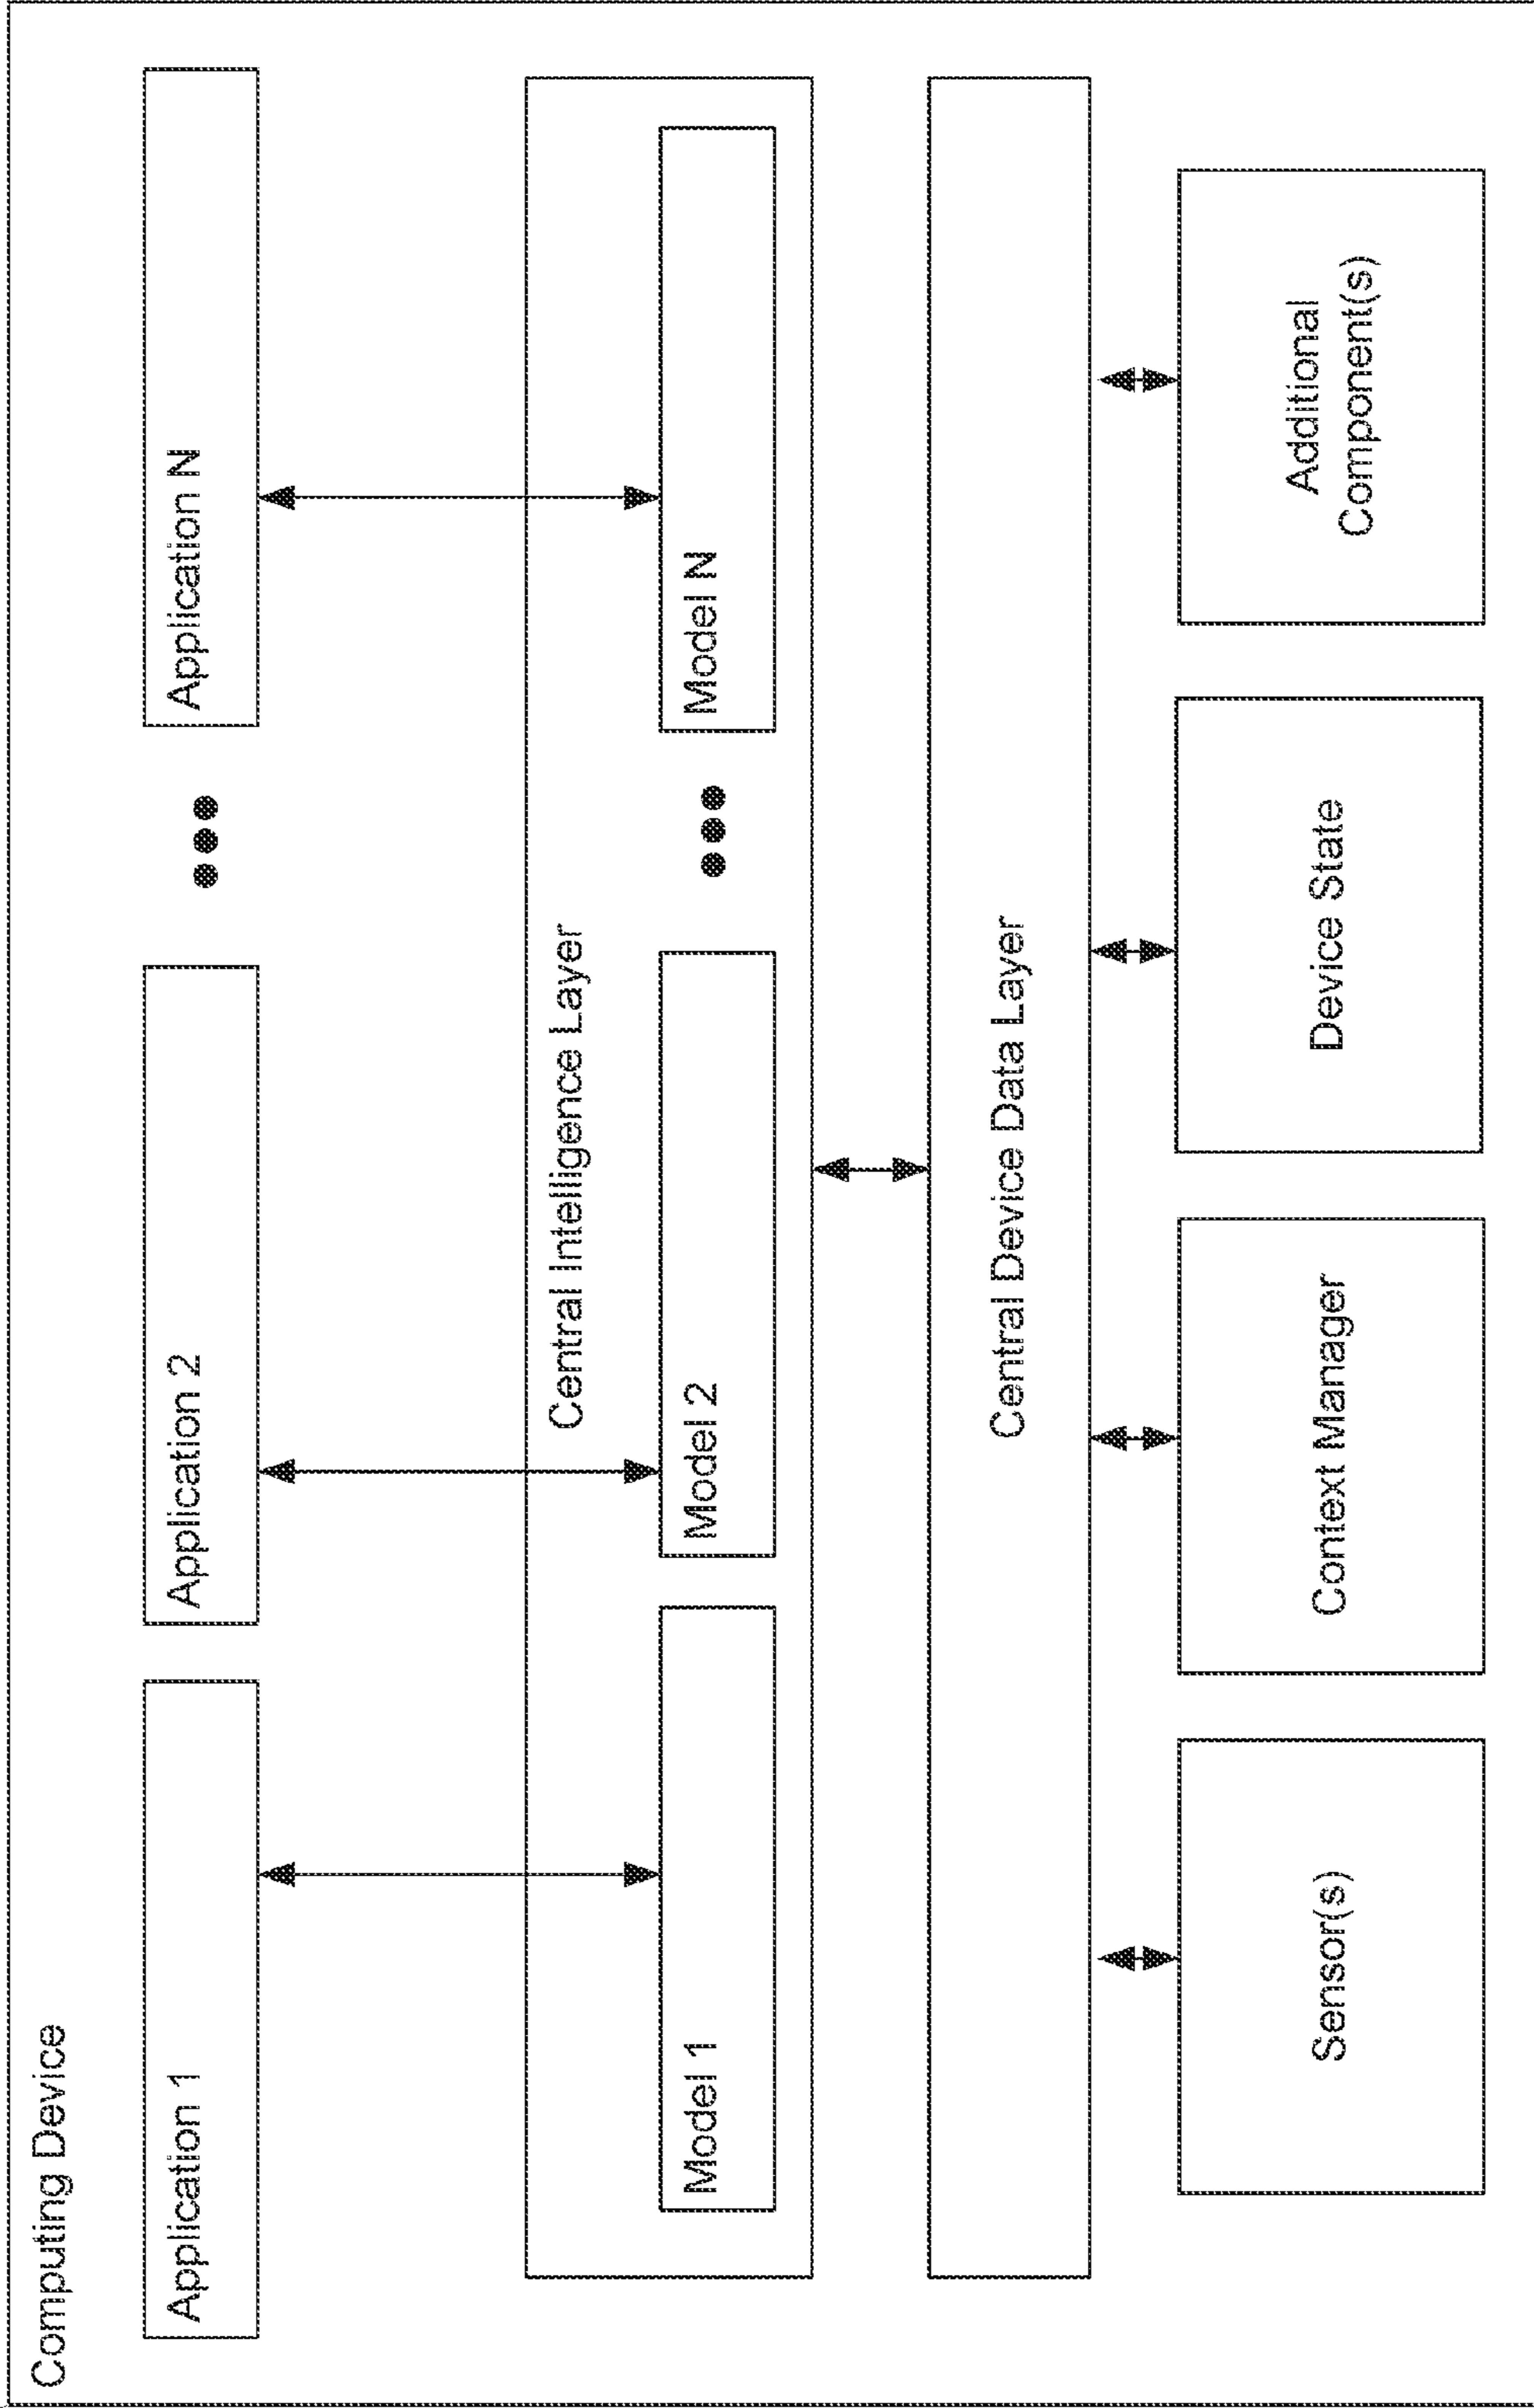 Computing Device
Application 1
Application 2
Application N
Central Intelligence Layer
Model 1
Model 2
Model N
Central Device Data Layer
Sensor(s)
Context Manager
Device State
Additional
Component(s)